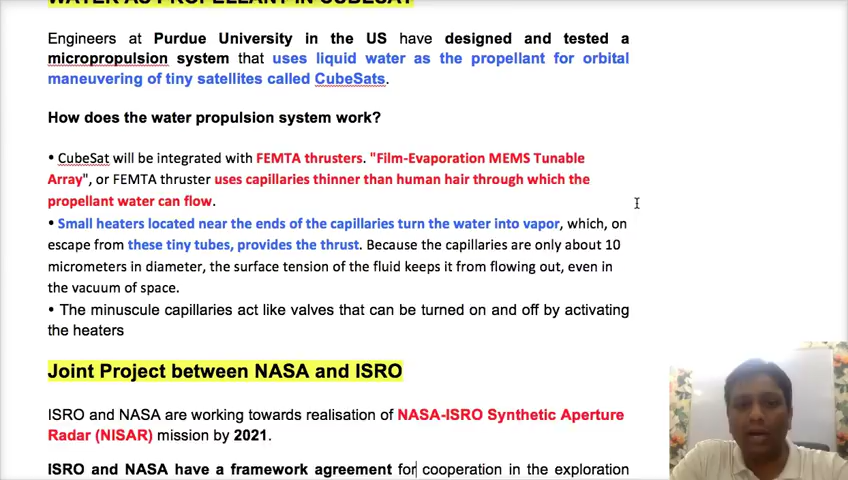 WATER AS PROPELLANT IN CUBESAT
Engineers at Purdue University in the US have designed and tested a
micropropulsion system that uses liquid water as the propellant for orbital
maneuvering of tiny satellites called CubeSats.
How does the water propulsion system work?
• CubeSat will be integrated with FEMTA thrusters. "Film-Evaporation MEMS Tunable
Array", or FEMTA thruster uses capillaries thinner than human hair through which the
propellant water can flow.
• Small heaters located near the ends of the capillaries turn the water into vapor, which, on
escape from these tiny tubes, provides the thrust. Because the capillaries are only about 10
micrometers in diameter, the surface tension of the fluid keeps it from flowing out, even in
the vacuum of space.
• The minuscule capillaries act like valves that can be turned on and off by activating
the heaters
Joint Project between NASA and ISRO
ISRO and NASA are working towards realisation of NASA-ISRO Synthetic Aperture
Radar (NISAR) mission by 2021.
ISRO and NASA have a framework agreement for cooperation in the exploration